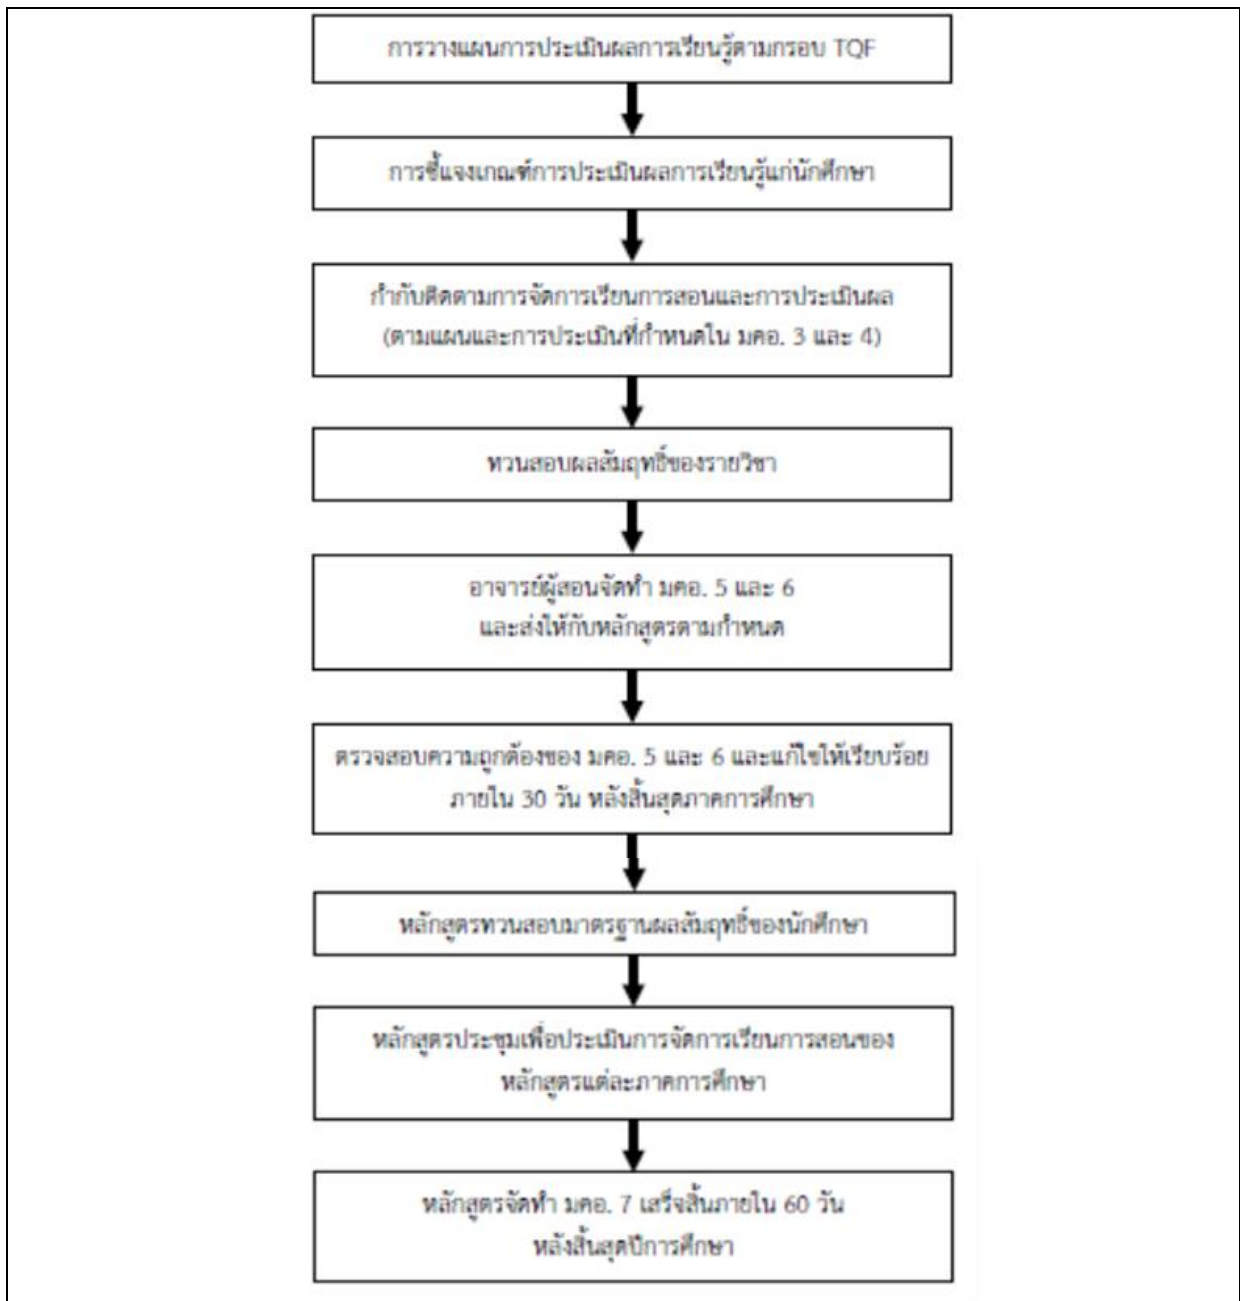 การวางแผนการประเมินผลการเรียนรู้ตามกรอบ TQF
การชี้แจงเกณฑ์การประเมินผลการเรียนรู้แก่นักศึกษา
กำกับติดตามการจัดการเรียนการสอนและการประเมินผล
(ตามแผนและการประเมินที่กำหนดใน มคอ. 3 และ 4)
ทวนสอบผลสัมฤทธิ์ของรายวิชา
อาจารย์ผู้สอนจัดทำ มคอ. 5 และ 6
และส่งให้กับหลักสูตรตามกำหนด
ตรวจสอบความถูกต้องของ มคอ. 5 และ 6 และแก้ไขให้เรียบร้อย
ภายใน 30 วัน หลังสิ้นสุดภาคการศึกษา
หลักสูตรทวนสอบมาตรฐานผลสัมฤทธิ์ของนักศึกษา
หลักสูตรประชุมเพื่อประเมินการจัดการเรียนการสอนของ
หลักสูตรแต่ละภาคการศึกษา
หลักสูตรจัดทำ มคอ. 7 เสร็จสิ้นภายใน 60 วัน
หลังสิ้นสุดปีการศึกษา